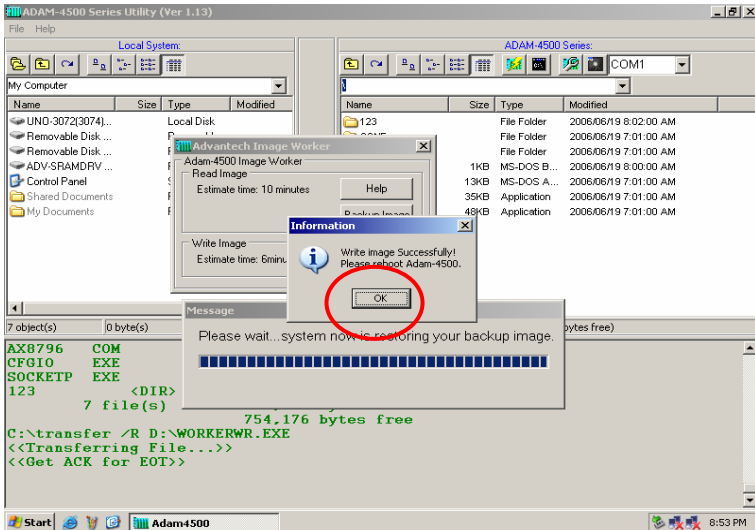 ADAM-4500 Series Utility (Ver 1.13)
File Help
Local System:
ADAM-4500 Series:
COM1
My Computer
\
Name Size Type Modified
UNO-3072(3074)... Local Disk
Removable Disk ...
Removable Disk ...
ADV-SRAMDRV ...
Control Panel
Shared Documents
My Documents
Name Size Type Modified
123 File Folder 2006/06/19 8:02:00 AM
File Folder 2006/06/19 7:01:00 AM
File Folder 2006/06/19 7:01:00 AM
1KB MS-DOS B... 2006/06/19 8:00:00 AM
13KB MS-DOS A... 2006/06/19 7:01:00 AM
35KB Application 2006/06/19 7:01:00 AM
48KB Application 2006/06/19 7:01:00 AM
Advantech Image Worker
Adam-4500 Image Worker
Read Image
Estimate time: 10 minutes
Help
Backup Image
Write Image
Estimate time: 6minu
Information
Write image Successfully!
Please reboot Adam-4500.
OK
Message
Please wait...system now is restoring your backup image.
7 object(s) 0 byte(s)
bytes free)
AX8796 COM
CFGIO EXE
SOCKETP EXE
123 <DIR>
7 file(s)
754,176 bytes free
C:\transfer /R D:\WORKERWR.EXE
<<Transferring File...>>
<<Get ACK for EOT>>
Start
Adam4500
8:53 PM